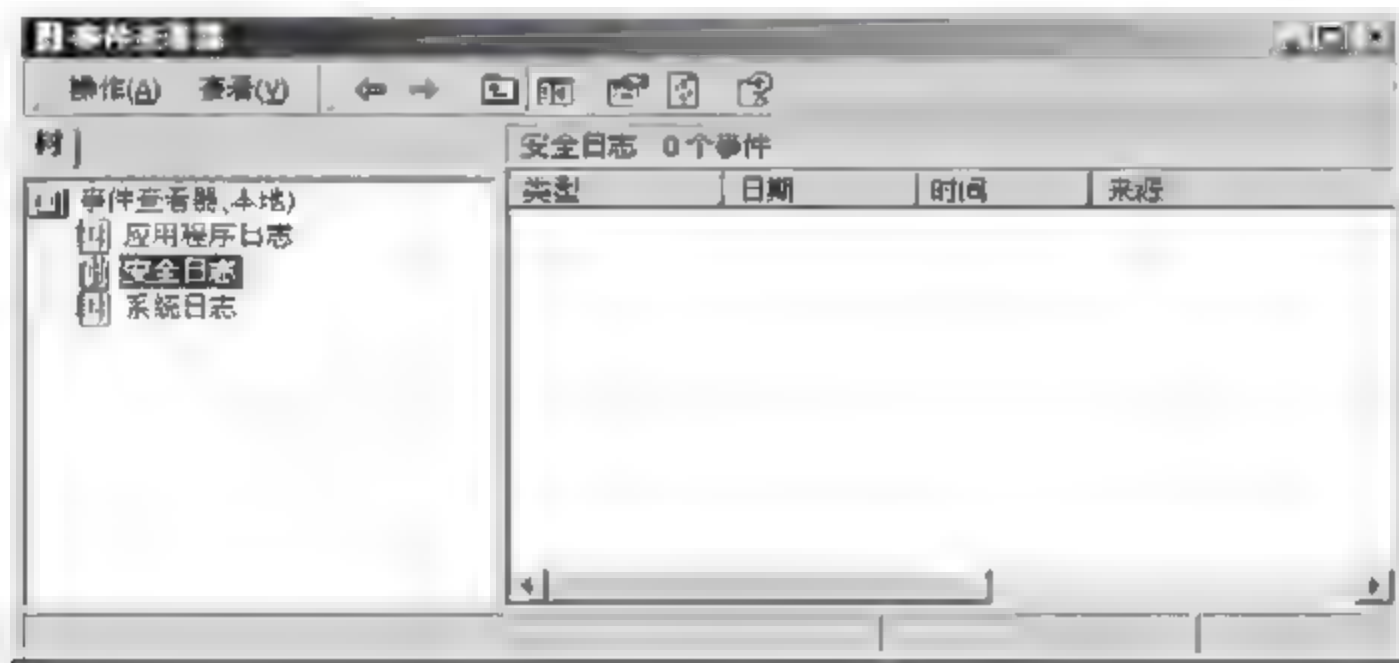 事件查看器
操作(A) 查看(V)
树
安全日志 0个事件
类型 日期 时间 来源
事件查看器(本地)
应用程序日志
安全日志
系统日志